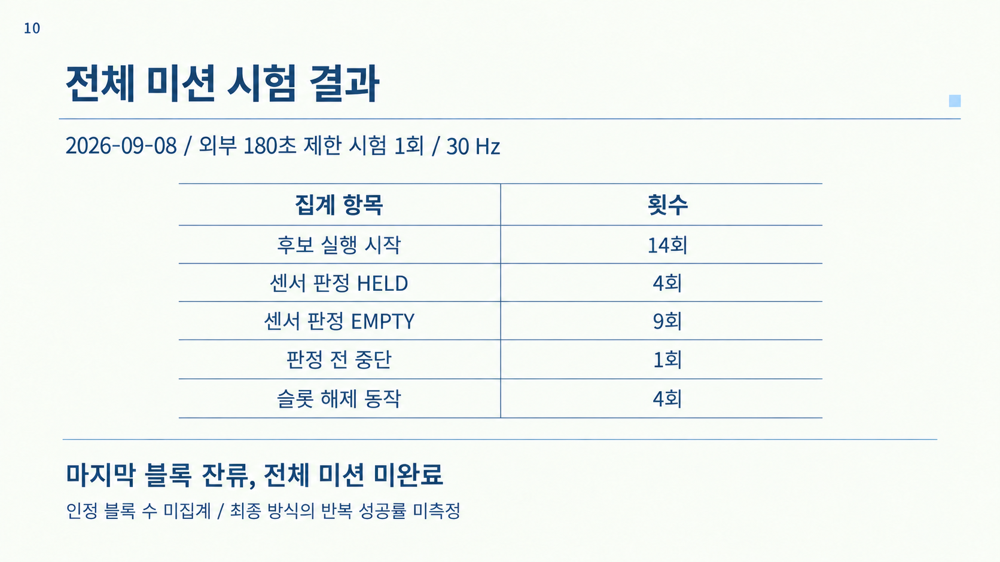 10
전체 미션 시험 결과
2026-09-08 / 외부 180초 제한 시험 1회 / 30 Hz
집계 항목 횟수
후보 실행 시작 14회
센서 판정 HELD 4회
센서 판정 EMPTY 9회
판정 전 중단 1회
슬롯 해제 동작 4회
마지막 블록 잔류, 전체 미션 미완료
인정 블록 수 미집계 / 최종 방식의 반복 성공률 미측정